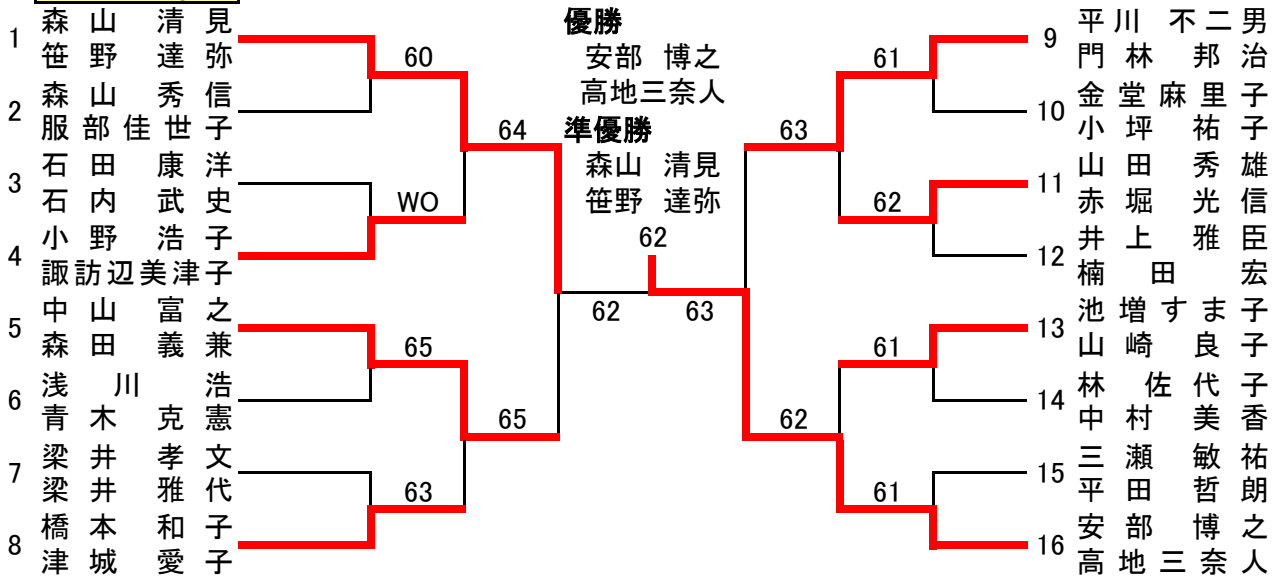 1
森山 清見
笹野 達弥
2
森山 秀信
服部佳世子
3
石田 康洋
石内 武史
4
小野 浩子
諏訪辺美津子
5
中山 富之
森田 義兼
6
浅川 浩
青木 克憲
7
梁井 孝文
梁井 雅代
8
橋本 和子
津城 愛子
60
WO
65
63
64
65
62
優勝
安部 博之
高地三奈人
準優勝
森山 清見
笹野 達弥
62
63
63
62
61
62
61
61
9
平川 不二男
門林 邦治
10
金堂麻里子
小坪 祐子
11
山田 秀雄
赤堀 光信
12
井上 雅臣
楠田 宏
13
池増すま子
山崎 良子
14
林 佐代子
中村 美香
15
三瀬 敏祐
平田 哲朗
16
安部 博之
高地三奈人